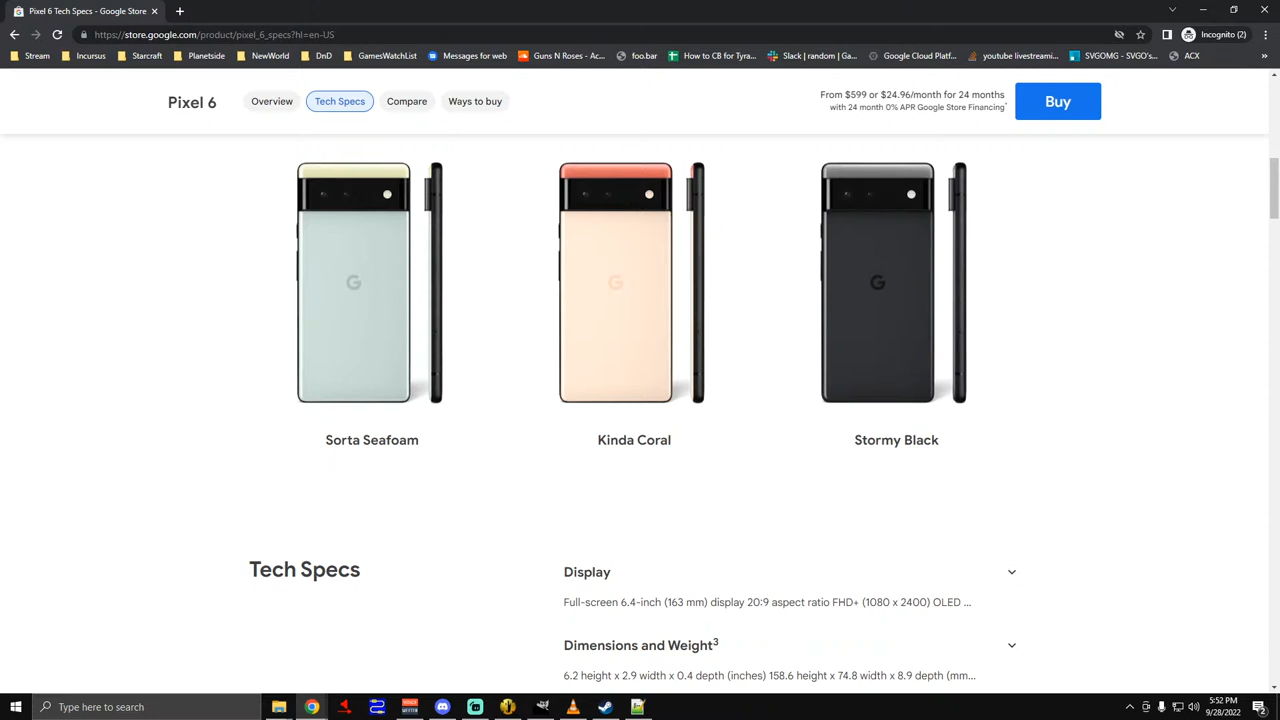 Pixel 6 Tech Specs - Google Store
Incognito (2)
https://store.google.com/product/pixel_6_specs?hl=en-US
Stream
Incursus
Starcraft
Planetside
NewWorld
DnD
GamesWatchList
Messages for web
Guns N Roses - Ac...
foo.bar
How to CB for Tyra...
Slack | random | Ga...
Google Cloud Platf...
youtube livestreami...
SVGOMG - SVGO's...
ACX
Pixel 6
Overview
Tech Specs
Compare
Ways to buy
From $599 or $24.96/month for 24 months
with 24 month 0% APR Google Store Financing*
Buy
Sorta Seafoam
Kinda Coral
Stormy Black
Tech Specs
Display
Full-screen 6.4-inch (163 mm) display 20:9 aspect ratio FHD+ (1080 x 2400) OLED ...
Dimensions and Weight³
6.2 height x 2.9 width x 0.4 depth (inches) 158.6 height x 74.8 width x 8.9 depth (mm...
Type here to search
5:52 PM
9/28/2022